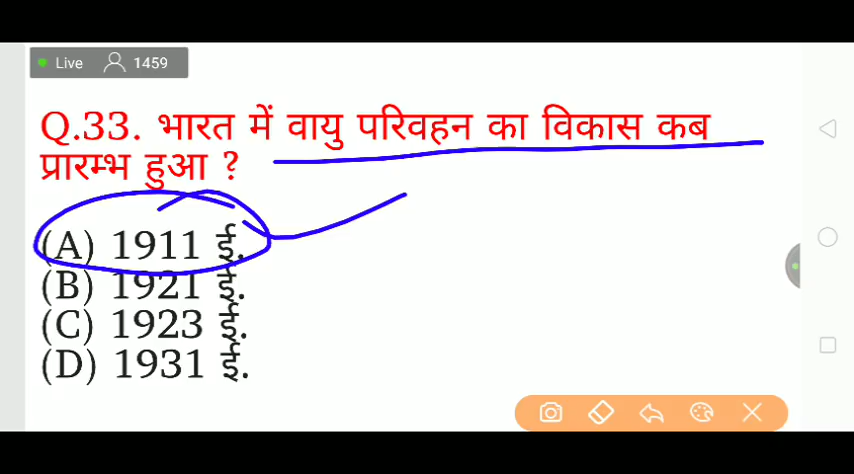 Live 1459
Q.33. भारत में वायु परिवहन का विकास कब
प्रारम्भ हुआ ?
(A) 1911 ई.
(B) 1921 ई.
(C) 1923 ई.
(D) 1931 ई.